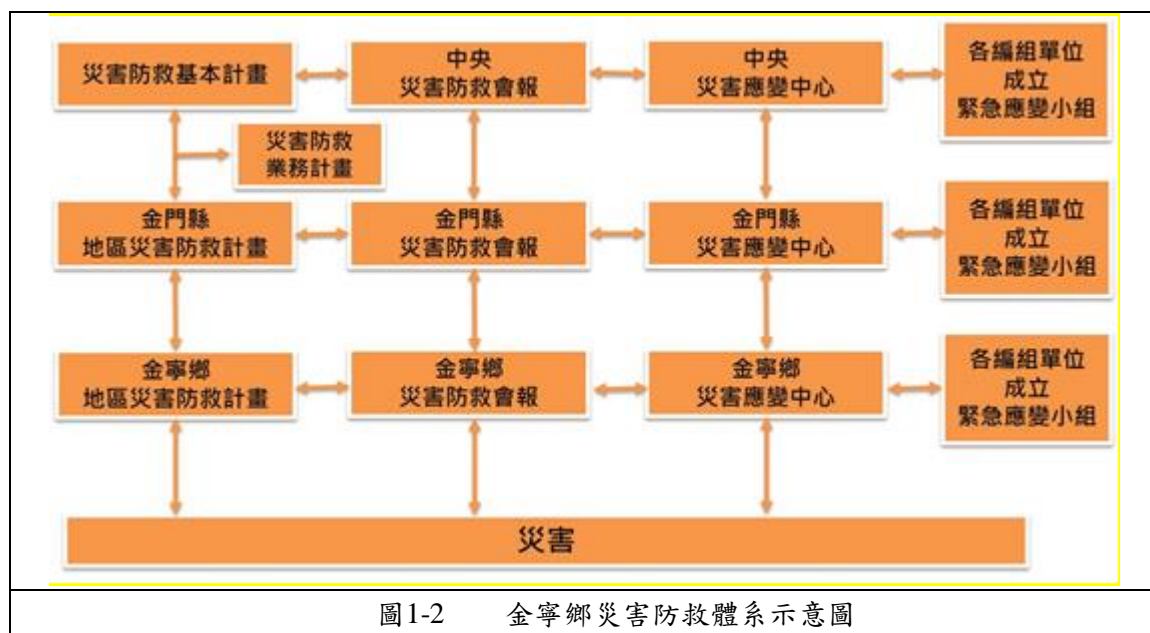 災害防救基本計畫
中央
災害防救會報
中央
災害應變中心
各編組單位
成立
緊急應變小組
災害防救
業務計畫
金門縣
地區災害防救計畫
金門縣
災害防救會報
金門縣
災害應變中心
各編組單位
成立
緊急應變小組
金寧鄉
地區災害防救計畫
金寧鄉
災害防救會報
金寧鄉
災害應變中心
各編組單位
成立
緊急應變小組
災害
圖1-2 金寧鄉災害防救體系示意圖